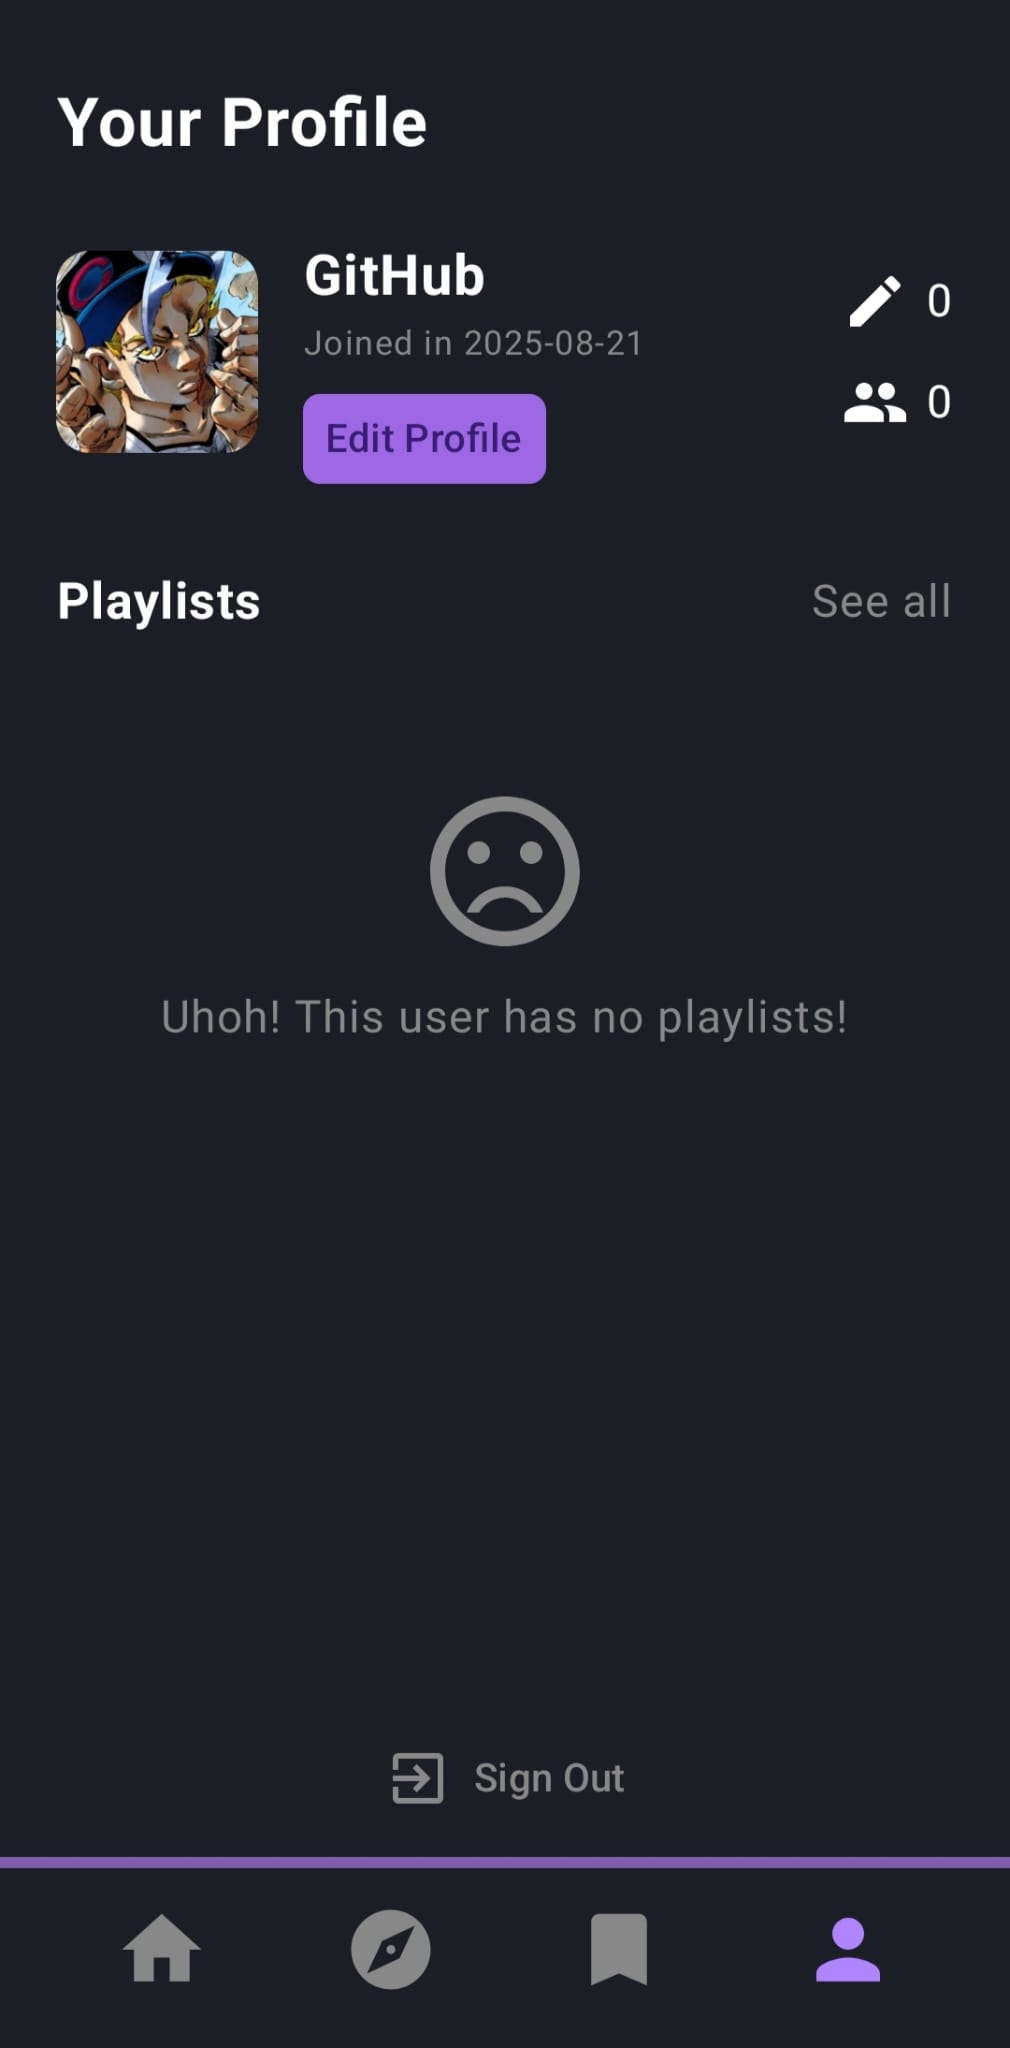 Your Profile
GitHub
Joined in 2025-08-21
Edit Profile
0
0
Playlists
See all
Uhoh! This user has no playlists!
Sign Out